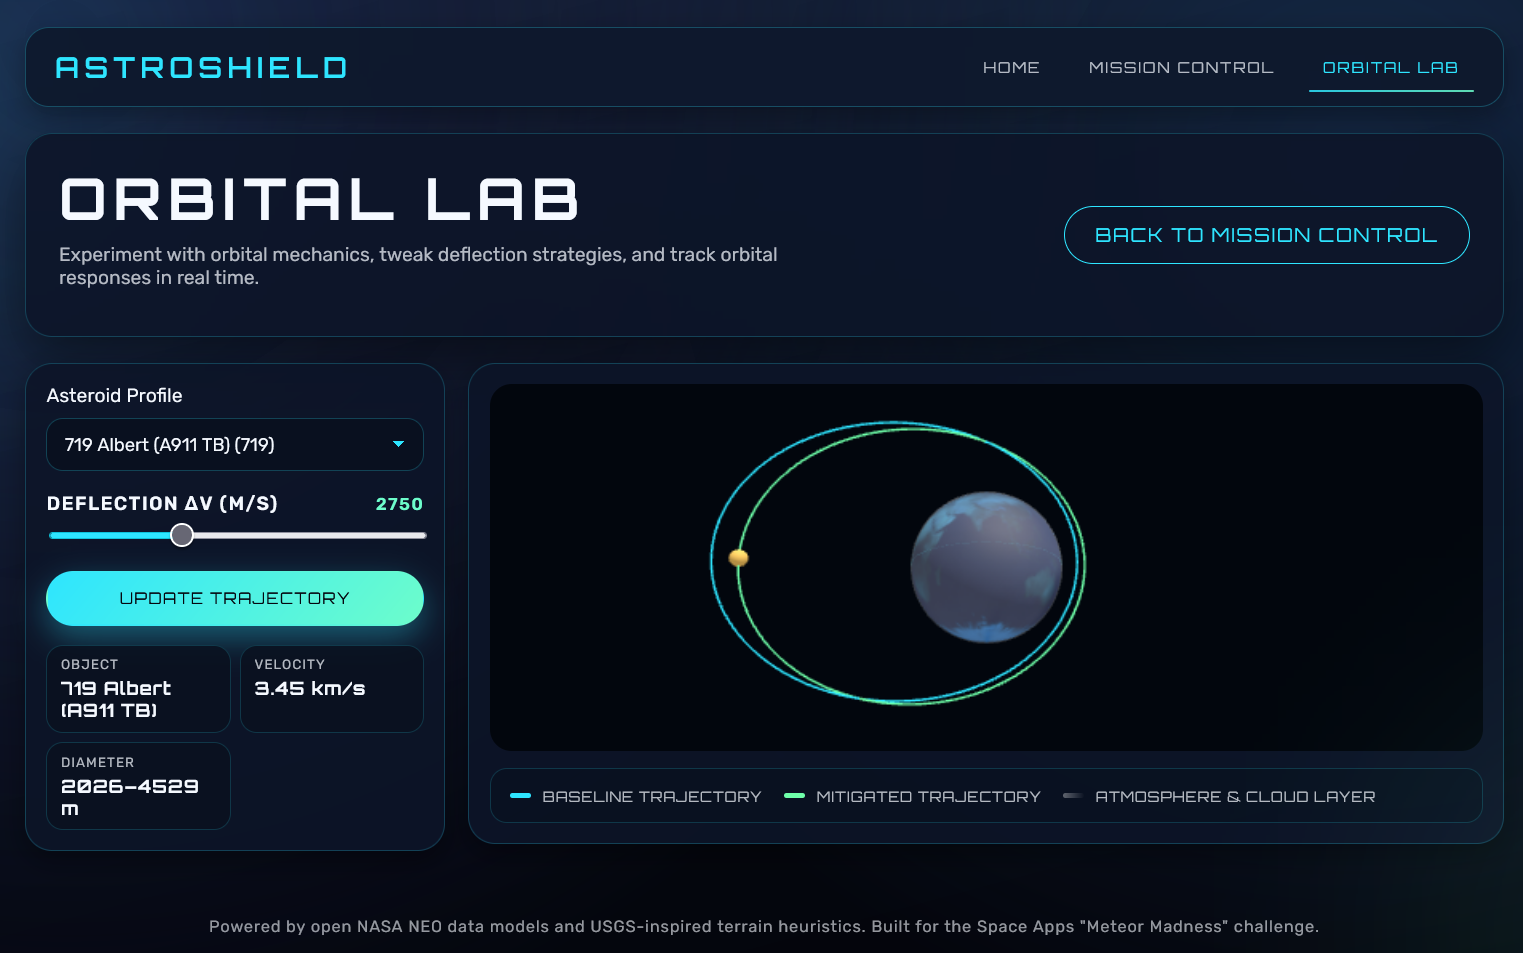 ASTROSHIELD
HOME
MISSION CONTROL
ORBITAL LAB
ORBITAL LAB
Experiment with orbital mechanics, tweak deflection strategies, and track orbital
responses in real time.
BACK TO MISSION CONTROL
Asteroid Profile
719 Albert (A911 TB) (719)
DEFLECTION ΔV (M/S)
2750
UPDATE TRAJECTORY
OBJECT
719 Albert
(A911 TB)
VELOCITY
3.45 km/s
DIAMETER
2026–4529
m
BASELINE TRAJECTORY
MITIGATED TRAJECTORY
ATMOSPHERE & CLOUD LAYER
Powered by open NASA NEO data models and USGS-inspired terrain heuristics. Built for the Space Apps "Meteor Madness" challenge.